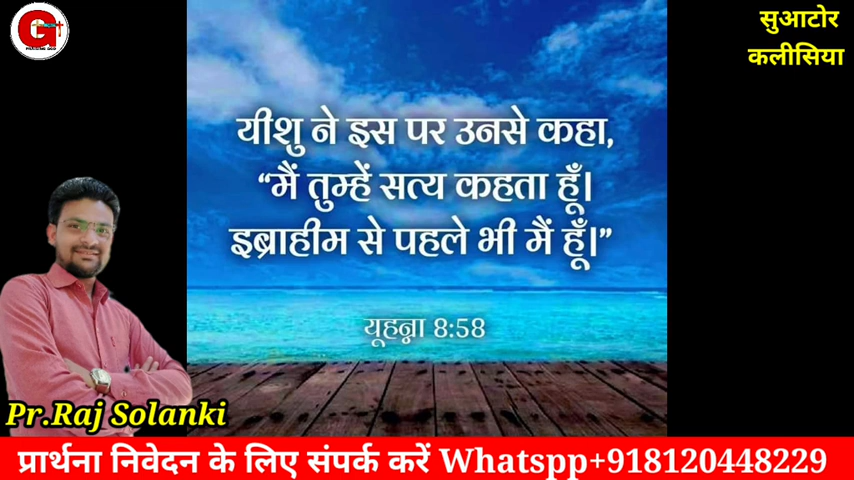 सुआटोर
कलीसिया
यीशु ने इस पर उनसे कहा,
“मैं तुम्हें सत्य कहता हूँ।
इब्राहीम से पहले भी मैं हूँ।”
यूहन्ना 8:58
Pr.Raj Solanki
प्रार्थना निवेदन के लिए संपर्क करें Whatspp+918120448229